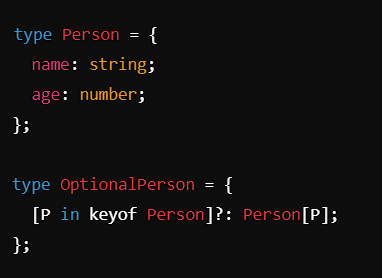 type Person = {
  name: string;
  age: number;
};

type OptionalPerson = {
  [P in keyof Person]?: Person[P];
};